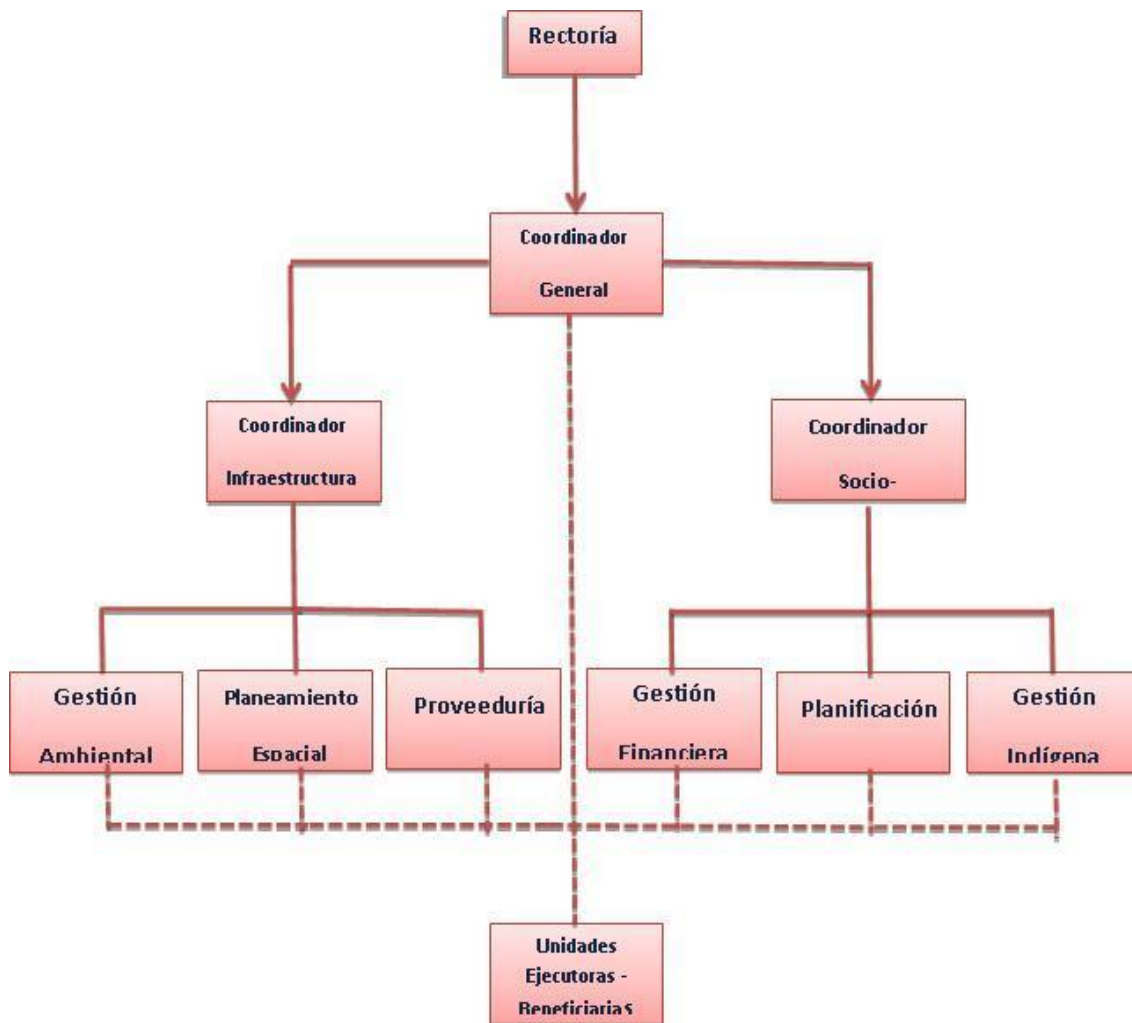 Rectoría
Coordinador
General
Coordinador
Infraestructura
Coordinador
Socio-
Gestión
Ambiental
Planeamiento
Espacial
Proveeduría
Gestión
Financiera
Planificación
Gestión
Indígena
Unidades
Ejecutoras -
Beneficiarias